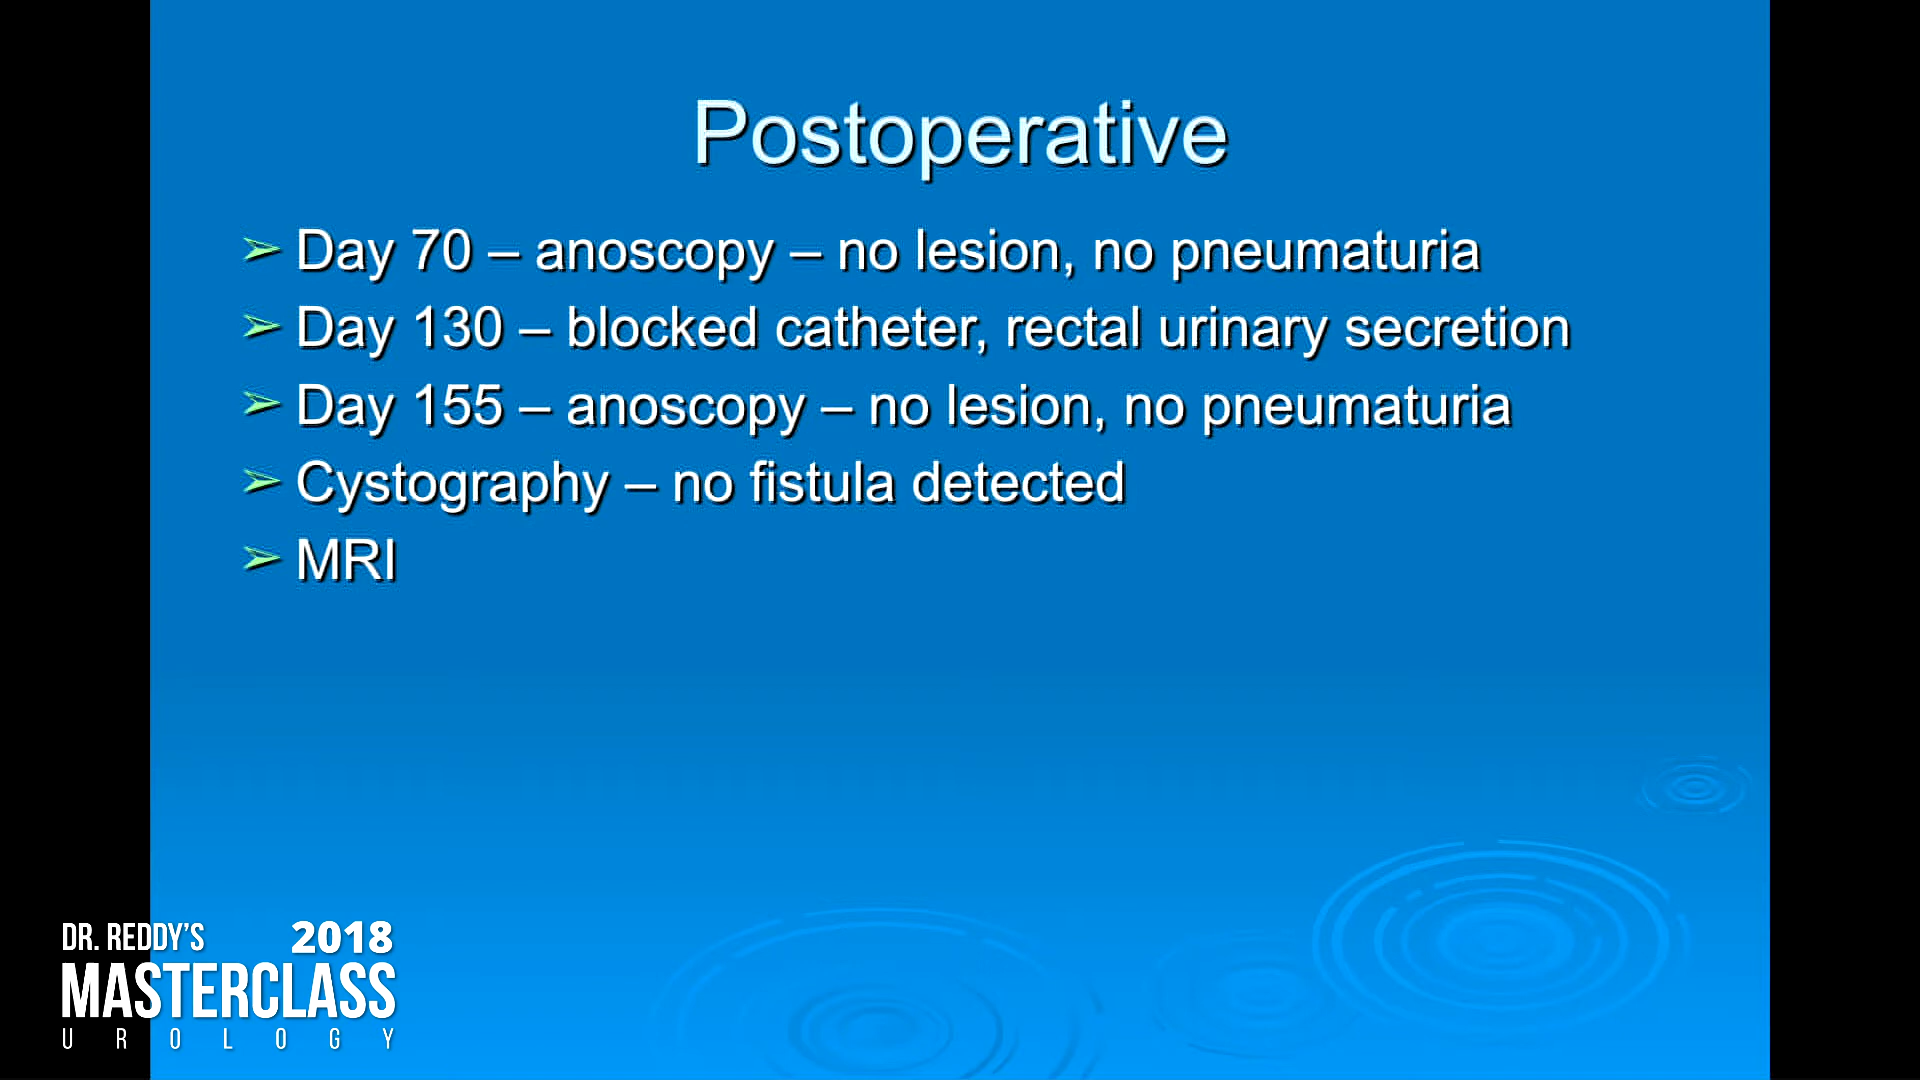 Postoperative
➢ Day 70 – anoscopy – no lesion, no pneumaturia
➢ Day 130 – blocked catheter, rectal urinary secretion
➢ Day 155 – anoscopy – no lesion, no pneumaturia
➢ Cystography – no fistula detected
➢ MRI
DR. REDDY'S 2018
MASTERCLASS
UROLOGY